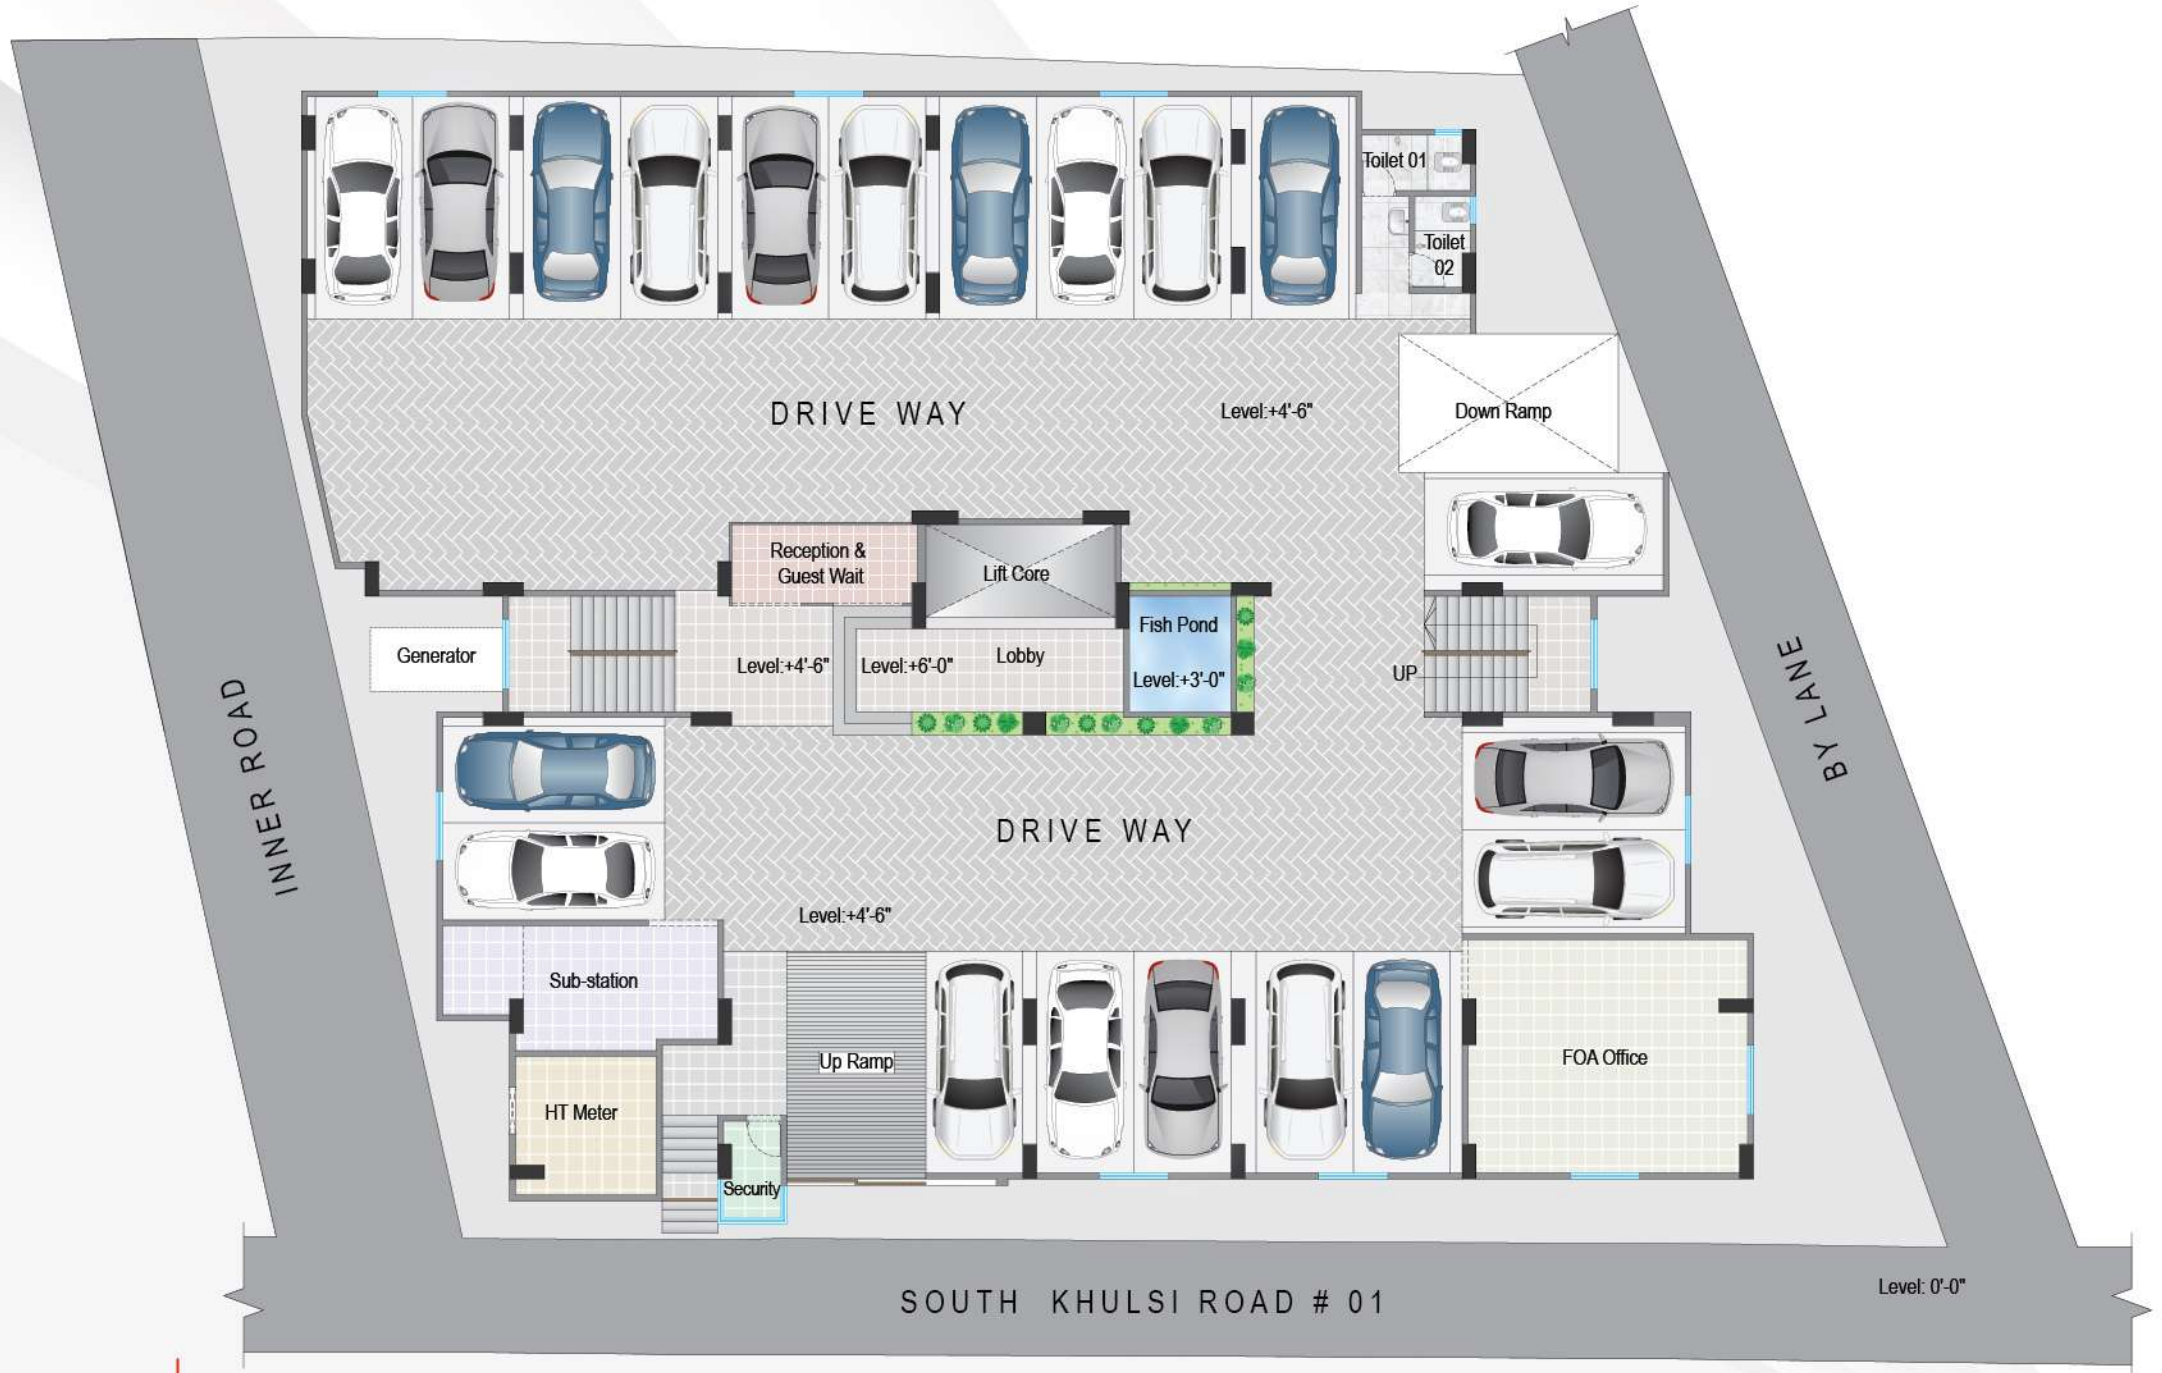 Toilet 01
Toilet
02
DRIVE WAY
Level:+4'-6"
Down Ramp
Reception &
Guest Wait
Lift Core
Fish Pond
Generator
Level:+4'-6"
Level:+6'-0"
Lobby
Level:+3'-0"
UP
INNER ROAD
BY LANE
DRIVE WAY
Level:+4'-6"
Sub-station
Up Ramp
FOA Office
HT Meter
Security
Level: 0'-0"
SOUTH KHULSI ROAD # 01